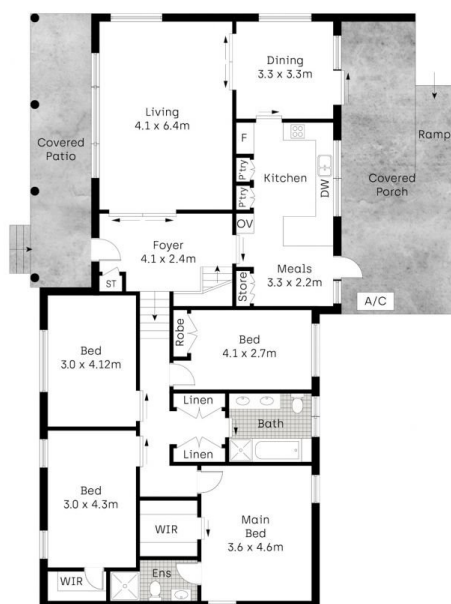 Dining
3.3 x 3.3m
Living
4.1 x 6.4m
Covered
Patio
F
P'try
P'try
Kitchen
DW
Ramp
Covered
Porch
OV
Foyer
4.1 x 2.4m
Meals
3.3 x 2.2m
Store
ST
A/C
Robe
Bed
4.1 x 2.7m
Bed
3.0 x 4.12m
Linen
Bath
Linen
Bed
3.0 x 4.3m
WIR
Main
Bed
3.6 x 4.6m
WIR
Ens